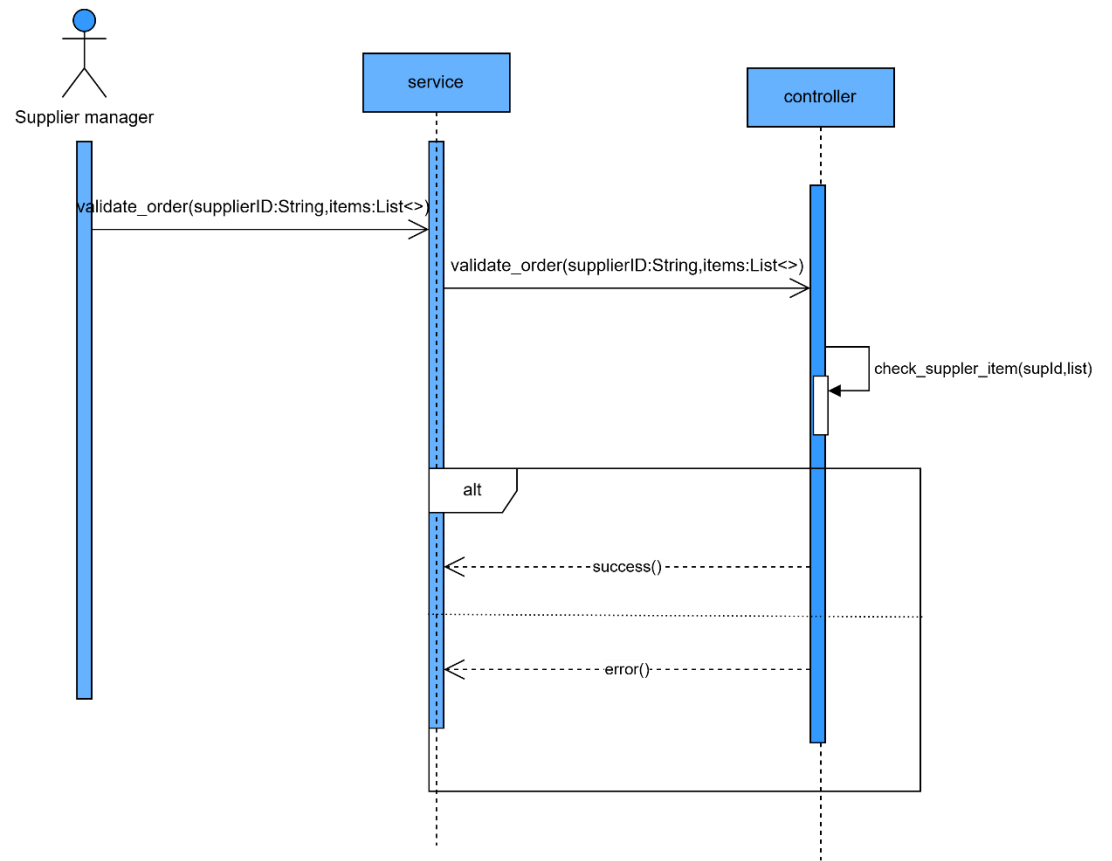 service
controller
Supplier manager
validate_order(supplierID:String,items:List<>)
validate_order(supplierID:String,items:List<>)
check_suppler_item(supId,list)
alt
success()
error()